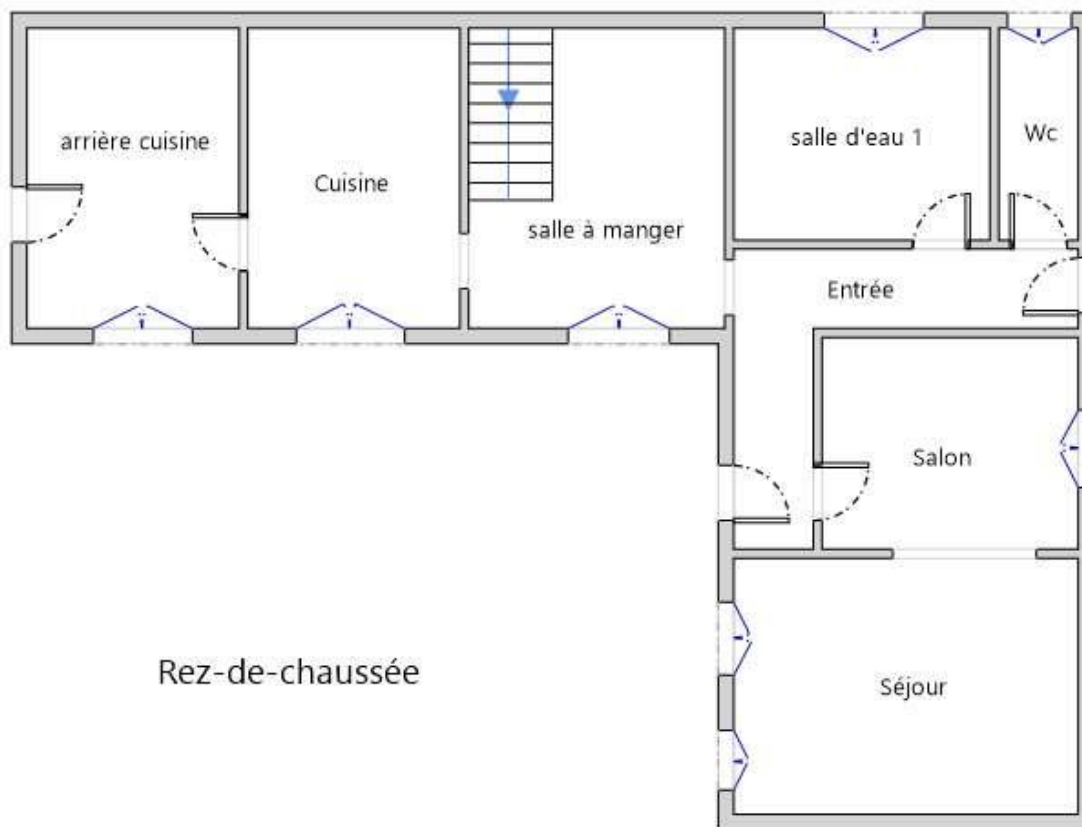 arrière cuisine
Cuisine
salle à manger
salle d'eau 1
Wc
Entrée
Salon
Séjour
Rez-de-chaussée